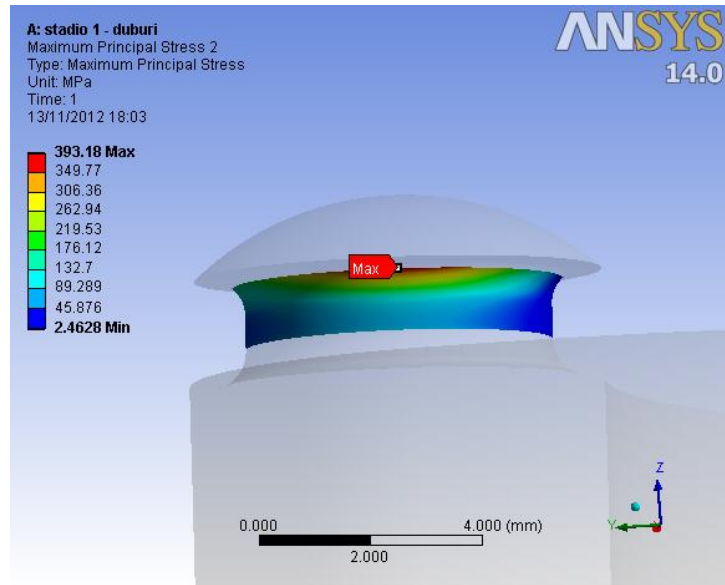 A: stadio 1 - duburi
Maximum Principal Stress 2
Type: Maximum Principal Stress
Unit: MPa
Time: 1
13/11/2012 18:03
ANSYS
14.0
393.18 Max
349.77
306.36
262.94
219.53
176.12
132.7
89.289
45.876
2.4628 Min
Max
Z
Y
0.000
4.000 (mm)
2.000